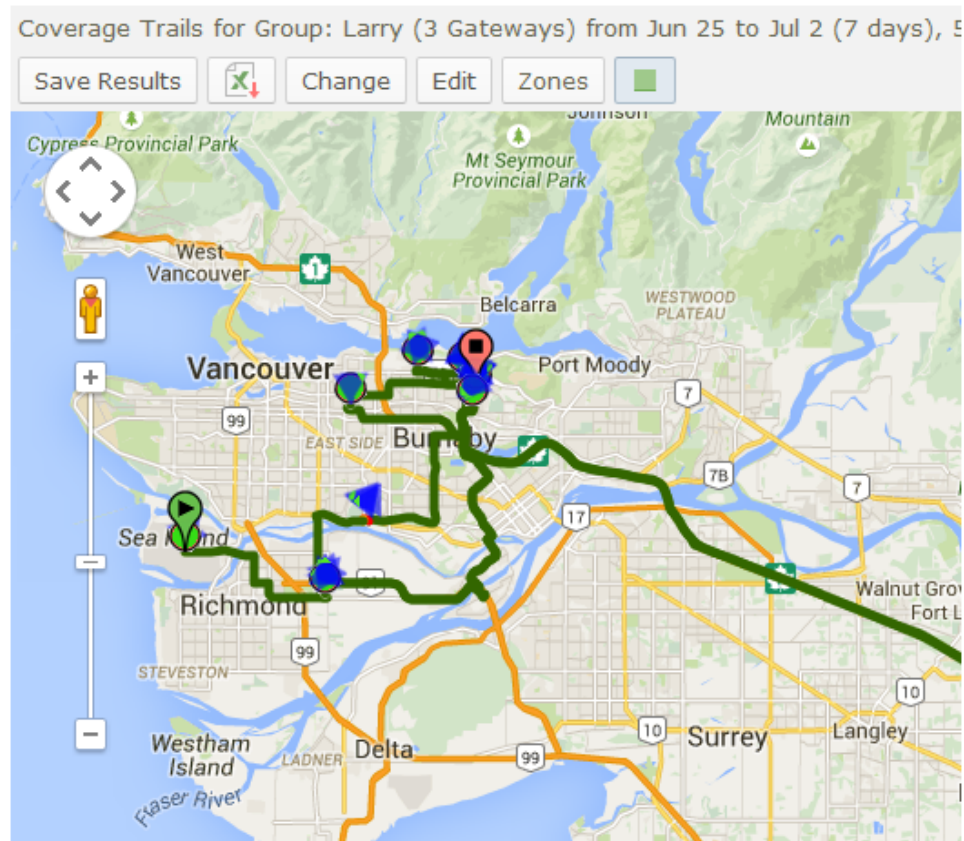 Coverage Trails for Group: Larry (3 Gateways) from Jun 25 to Jul 2 (7 days),
Save Results
Change
Edit
Zones
Mountain
Cypress Provincial Park
Mt Seymour
Provincial Park
West
Vancouver
1
Belcarra
WESTWOOD
PLATEAU
Vancouver
Port Moody
7
99
EAST SIDE
Burnaby
7B
7
17
Sea Island
Walnut Gro
Fort L
Richmond
99
STEVESTON
10
Westham
Island
LADNER
Delta
99
10
Surrey
Langley
Fraser River